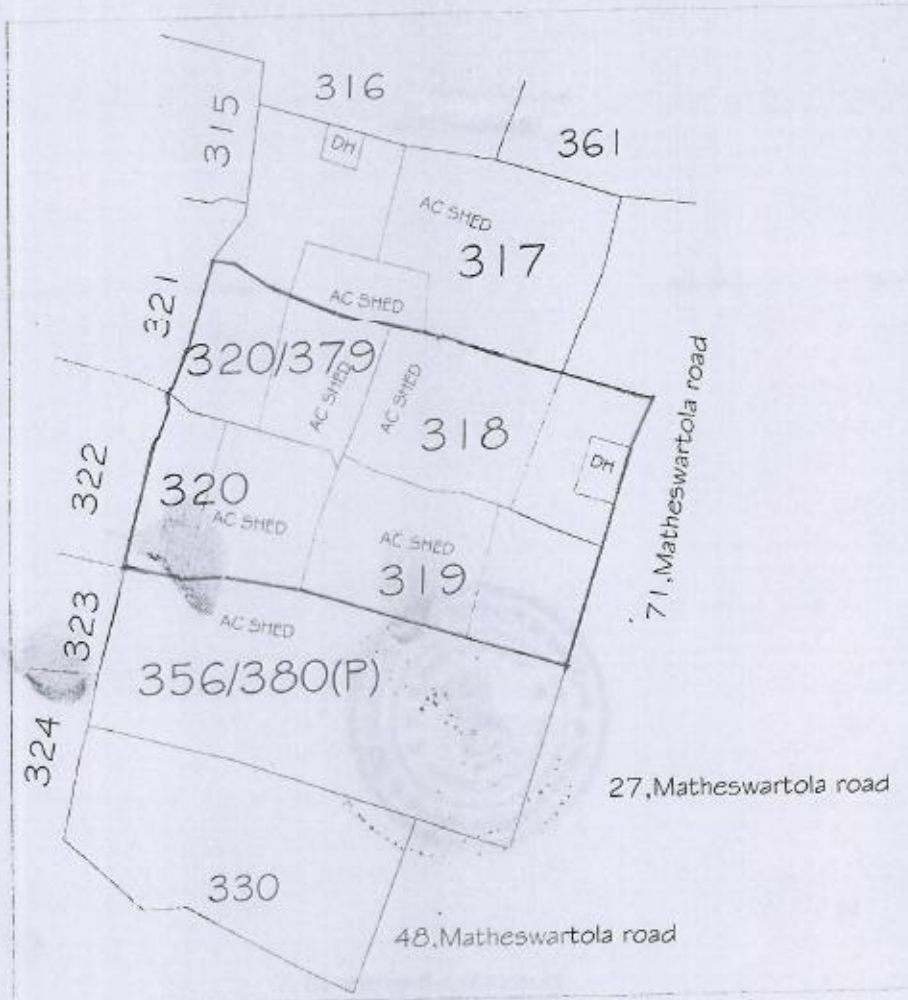 316
315
DH
361
AC SHED
317
321
AC SHED
320/379
AC SHED
AC SHED
318
71,Matheswartola road
322
320
DH
AC SHED
AC SHED
319
323
AC SHED
356/380(P)
324
27,Matheswartola road
330
48,Matheswartola road